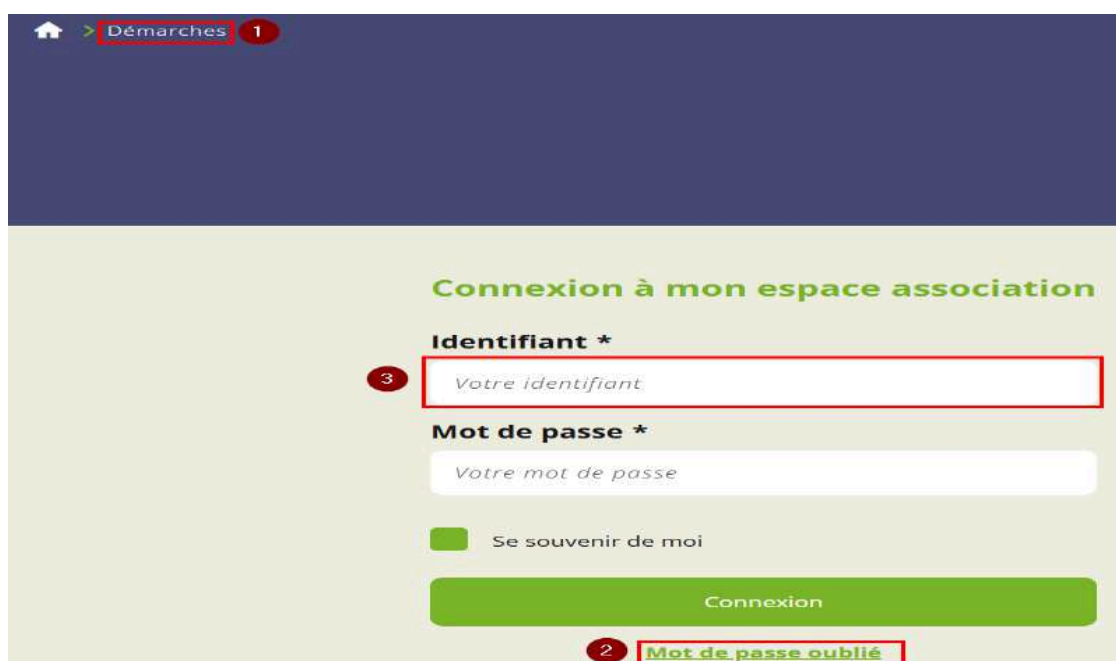 > Démarches 1
Connexion à mon espace association
Identifiant *
3 Votre identifiant
Mot de passe *
Votre mot de passe
Se souvenir de moi
Connexion
2 Mot de passe oublié